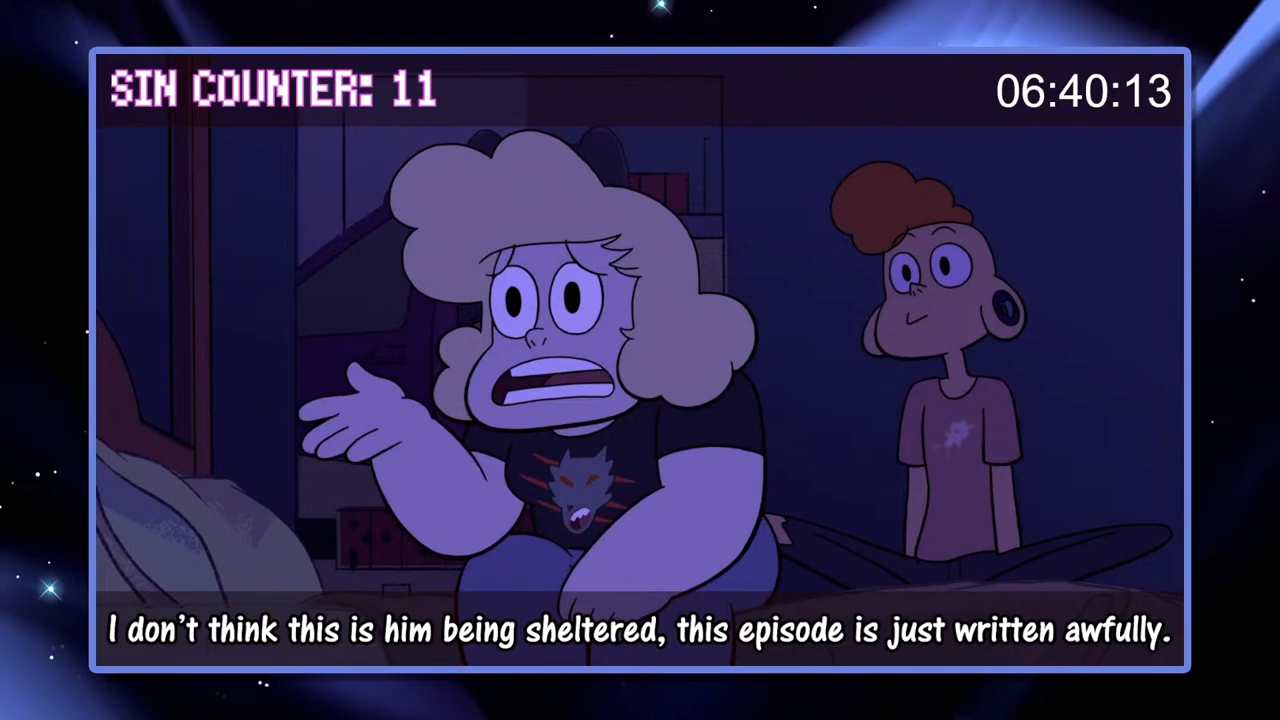 SIN COUNTER: 11
06:40:13
I don't think this is him being sheltered, this episode is just written awfully.